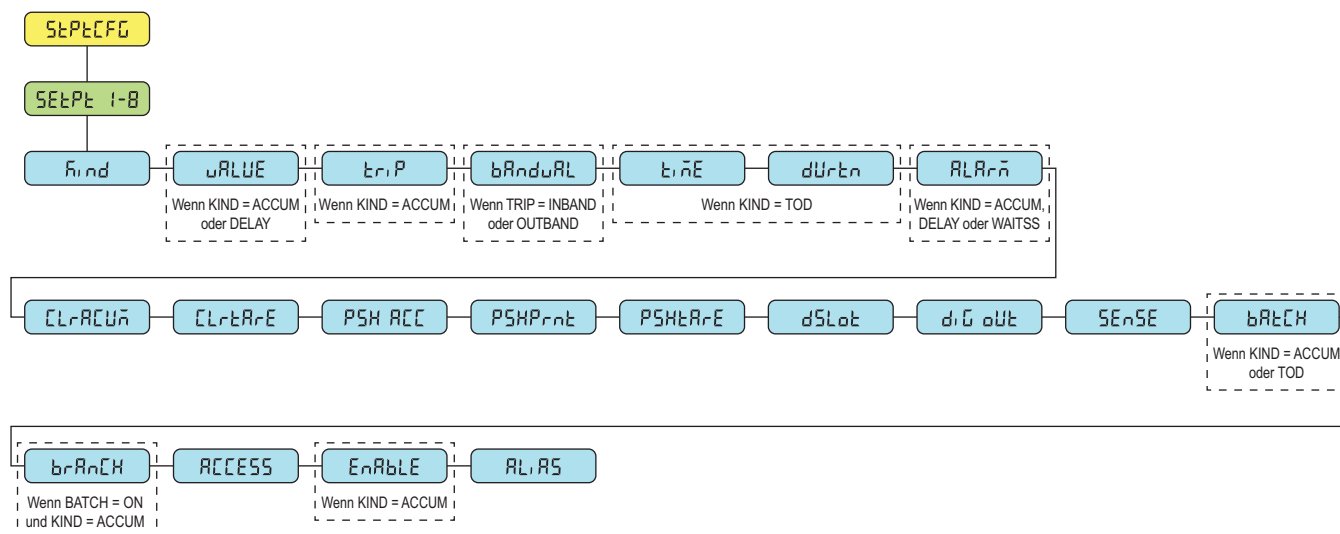 StPtCFG
SEtPt 1-8
Kind
vALUE
triP
bAndvAL
tiME
dUrtn
ALArM
Wenn KIND = ACCUM
oder DELAY
Wenn KIND = ACCUM
Wenn TRIP = INBAND
oder OUTBAND
Wenn KIND = TOD
Wenn KIND = ACCUM,
DELAY oder WAITSS
CLrACUM
CLrtArE
PSH ACC
PSHPrnt
PSHtArE
dSLot
diG oUt
SEnSE
bAtCH
Wenn KIND = ACCUM
oder TOD
brAnCH
ACCESS
EnAbLE
ALiAS
Wenn BATCH = ON
und KIND = ACCUM
Wenn KIND = ACCUM